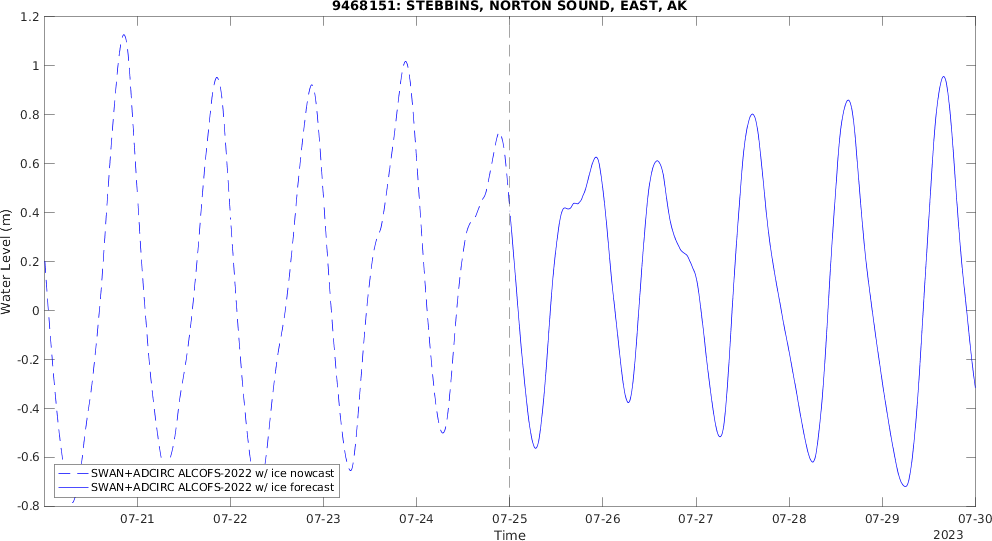 9468151: STEBBINS, NORTON SOUND, EAST, AK
1.2
1
0.8
0.6
0.4
0.2
0
-0.2
-0.4
-0.6
-0.8
Water Level (m)
SWAN+ADCIRC ALCOFS-2022 w/ ice nowcast
SWAN+ADCIRC ALCOFS-2022 w/ ice forecast
07-21 07-22 07-23 07-24 07-25 07-26 07-27 07-28 07-29 07-30
Time
2023